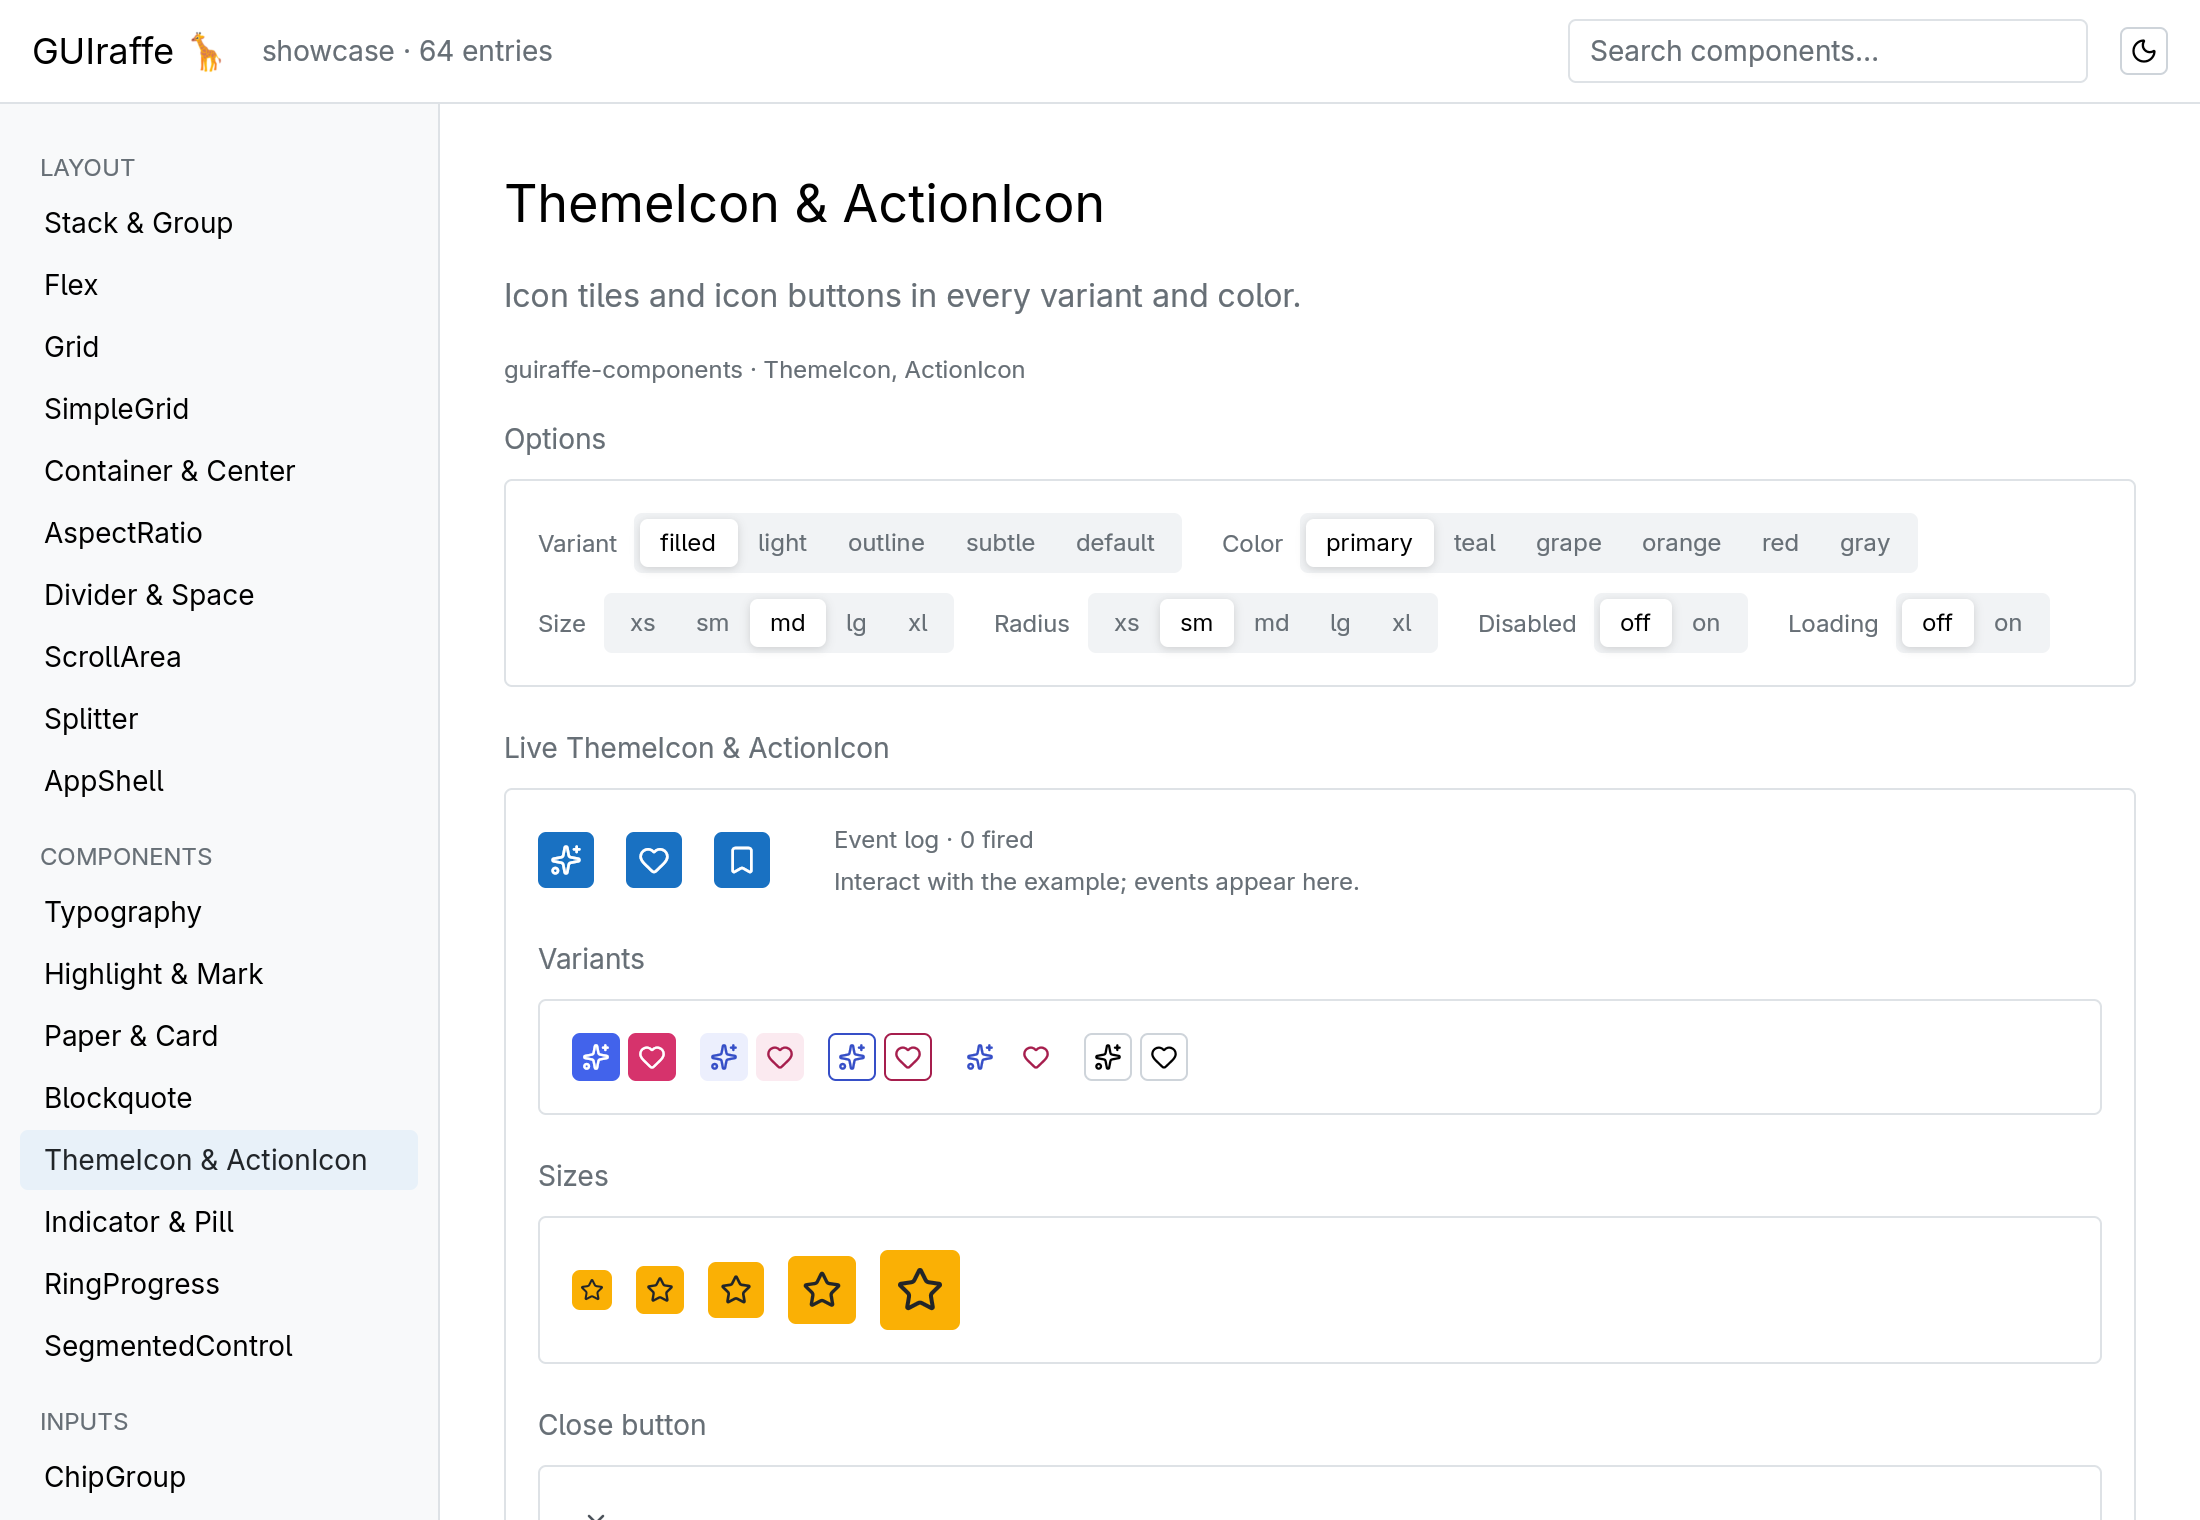 GUIraffe 🦒 showcase · 64 entries Search components...
LAYOUT
Stack & Group
Flex
Grid
SimpleGrid
Container & Center
AspectRatio
Divider & Space
ScrollArea
Splitter
AppShell
COMPONENTS
Typography
Highlight & Mark
Paper & Card
Blockquote
ThemeIcon & ActionIcon
Indicator & Pill
RingProgress
SegmentedControl
INPUTS
ChipGroup
ThemeIcon & ActionIcon
Icon tiles and icon buttons in every variant and color.
guiraffe-components · ThemeIcon, ActionIcon
Options
Variant filled light outline subtle default Color primary teal grape orange red gray
Size xs sm md lg xl Radius xs sm md lg xl Disabled off on Loading off on
Live ThemeIcon & ActionIcon
Event log · 0 fired
Interact with the example; events appear here.
Variants
Sizes
Close button